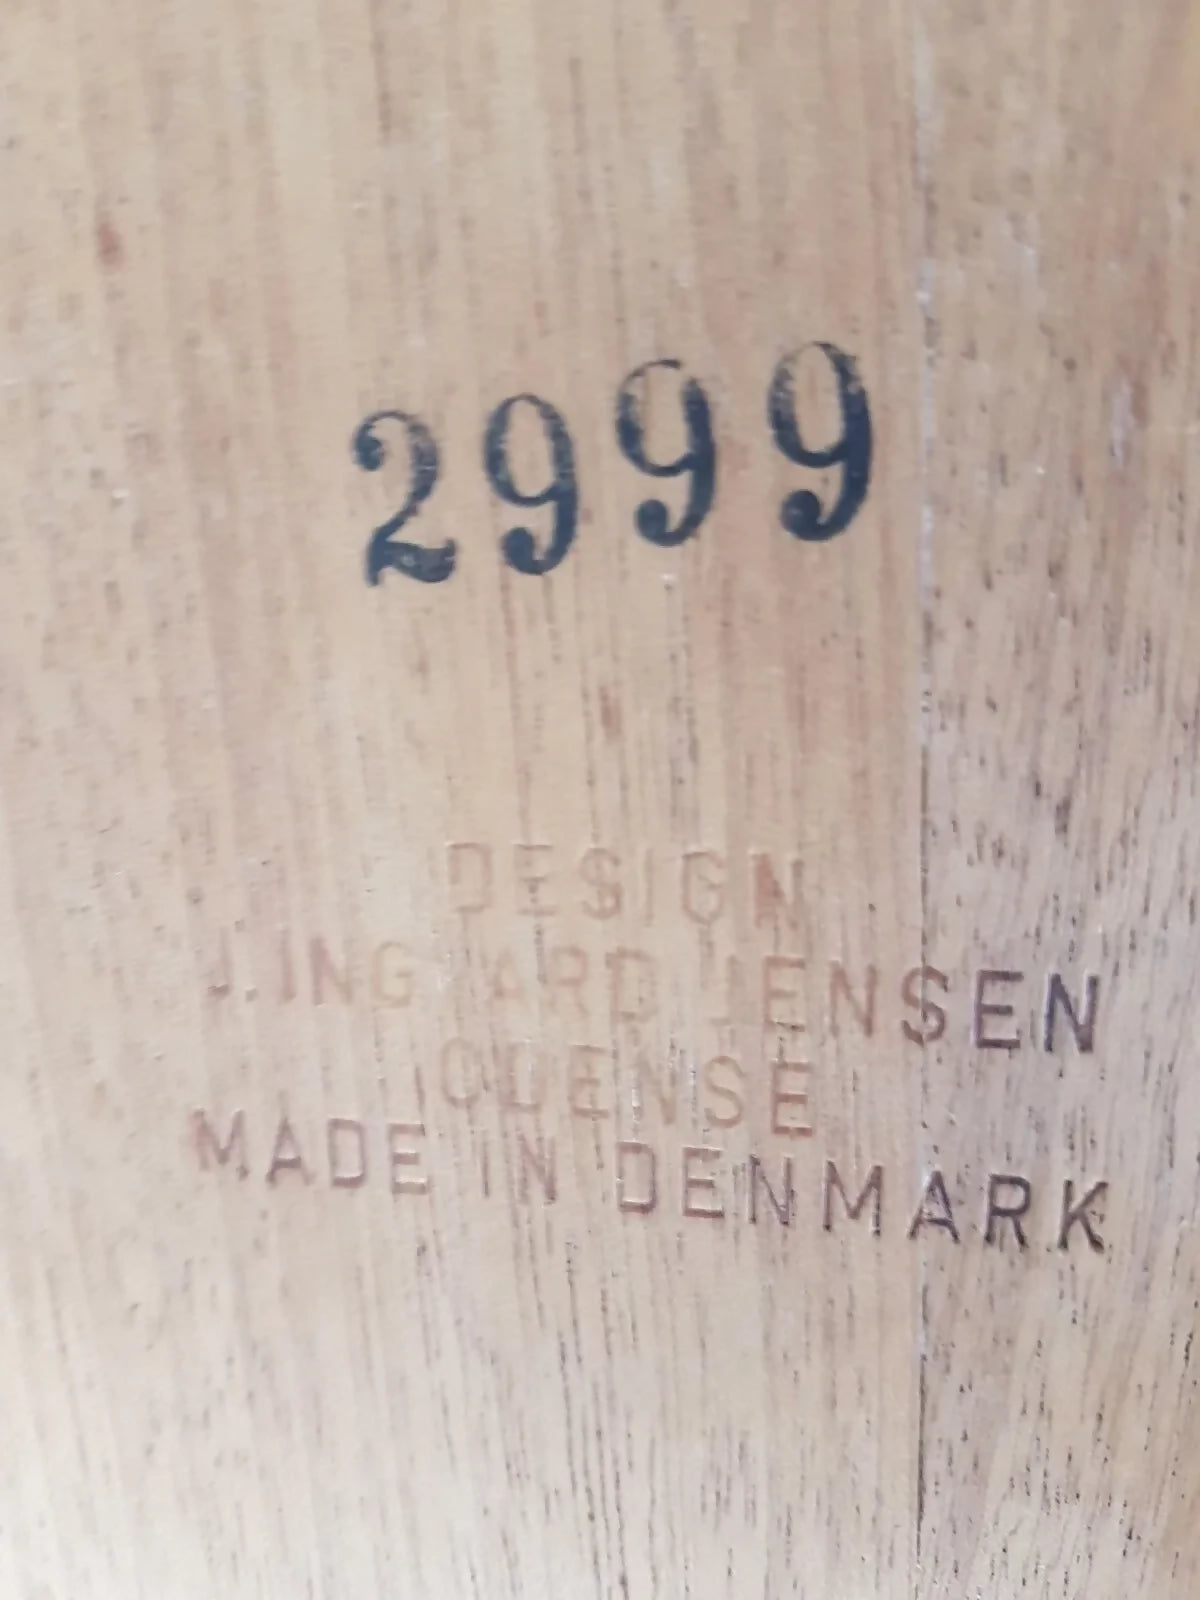 2999
DESIGN
J. INGVARD JENSEN
ODENSE
MADE IN DENMARK